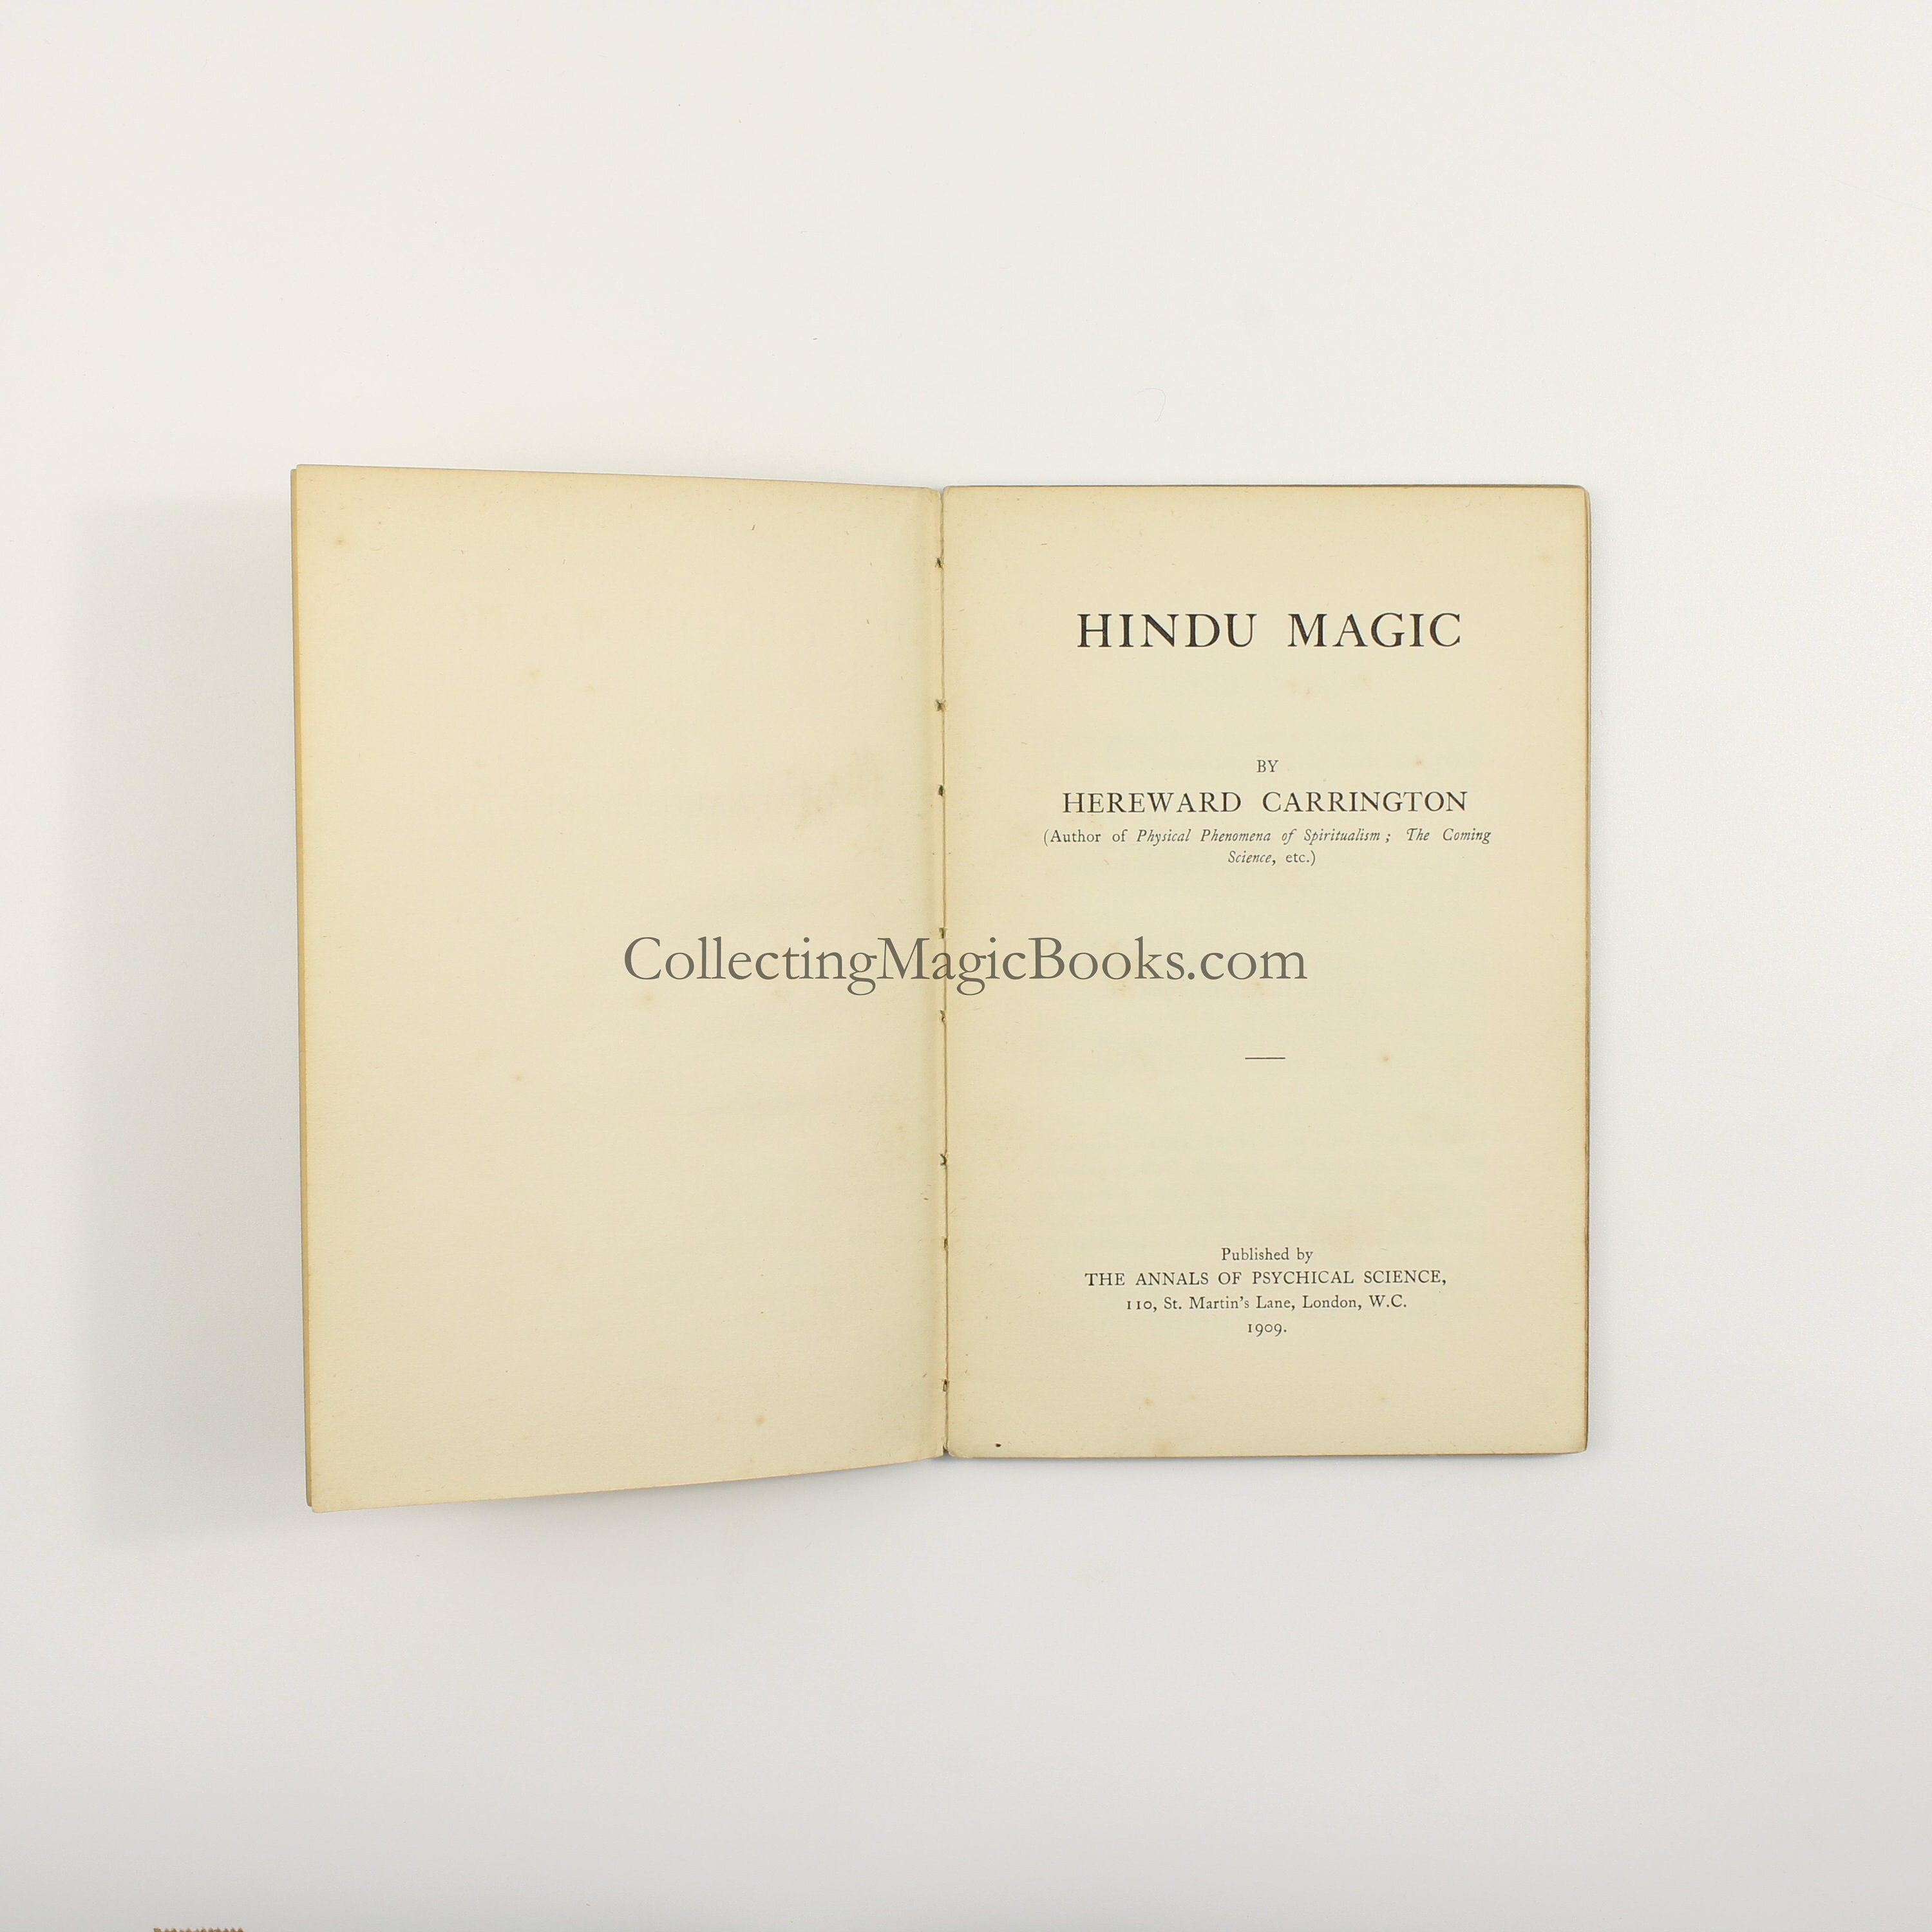 HINDU MAGIC
BY
HEREWARD CARRINGTON
(Author of Physical Phenomena of Spiritualism ; The Coming
Science, etc.)
CollectingMagicBooks.com
Published by
THE ANNALS OF PSYCHICAL SCIENCE,
110, St. Martin's Lane, London, W.C.
1909.